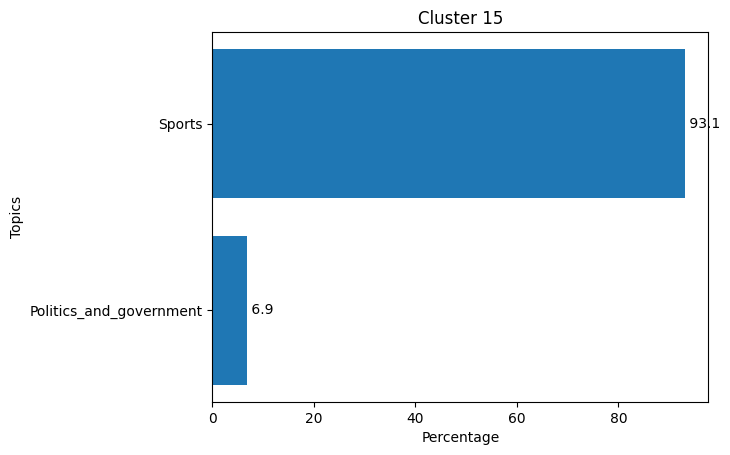 Cluster 15
Topics
Sports
93.1
Politics_and_government
6.9
0 20 40 60 80
Percentage